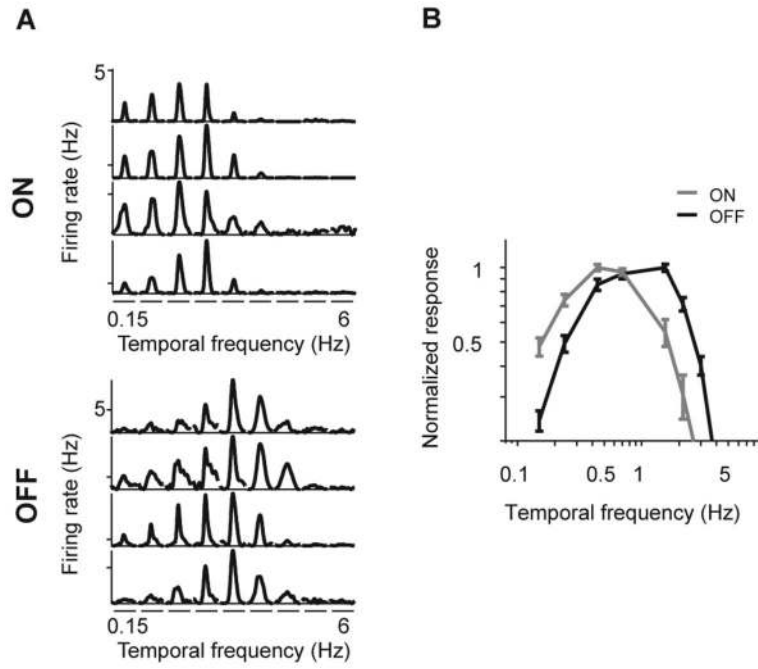 A
ON
Firing rate (Hz)
5
0.15 6
Temporal frequency (Hz)
OFF
Firing rate (Hz)
5
0.15 6
Temporal frequency (Hz)
B
ON
OFF
Normalized response
1
0.5
0.1 0.5 1 5
Temporal frequency (Hz)